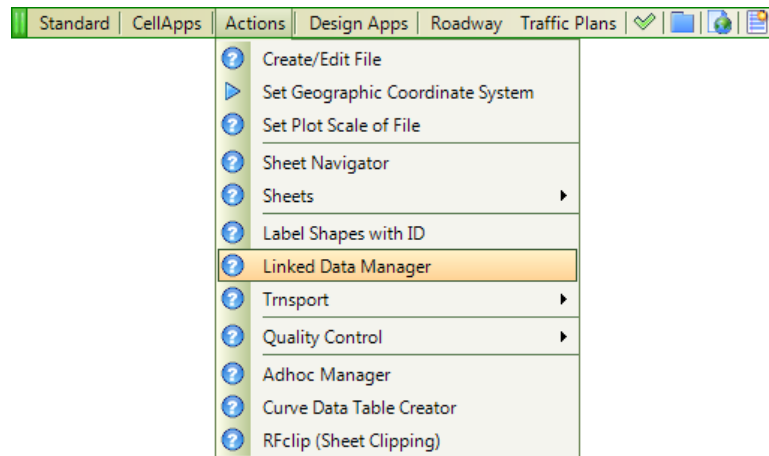 Standard CellApps Actions Design Apps Roadway Traffic Plans
Create/Edit File
Set Geographic Coordinate System
Set Plot Scale of File
Sheet Navigator
Sheets
Label Shapes with ID
Linked Data Manager
Trnsport
Quality Control
Adhoc Manager
Curve Data Table Creator
RFclip (Sheet Clipping)